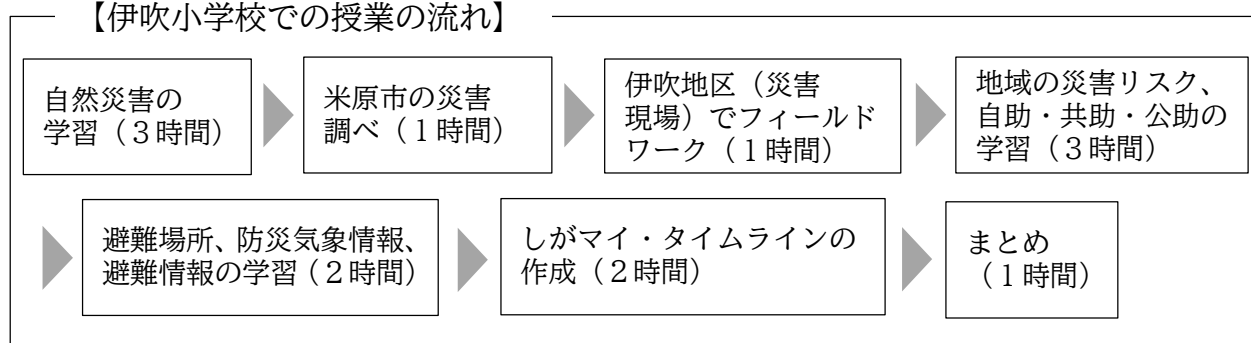 【伊吹小学校での授業の流れ】
自然災害の
学習（３時間）
米原市の災害
調べ（１時間）
伊吹地区（災害
現場）でフィールド
ワーク（１時間）
地域の災害リスク、
自助・共助・公助の
学習（３時間）
避難場所、防災気象情報、
避難情報の学習（２時間）
しがマイ・タイムラインの
作成（２時間）
まとめ
（１時間）